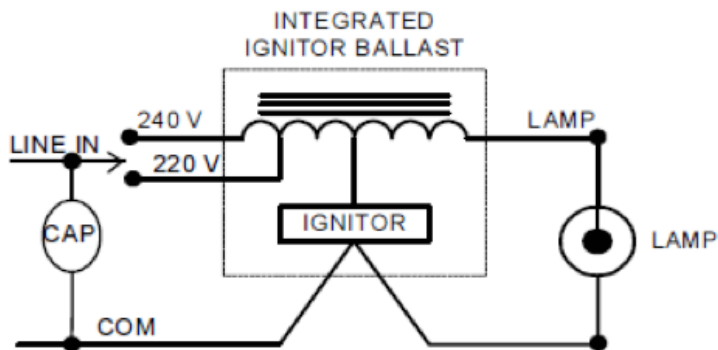 INTEGRATED
IGNITOR BALLAST
240 V
LAMP
LINE IN
220 V
IGNITOR
CAP
LAMP
COM